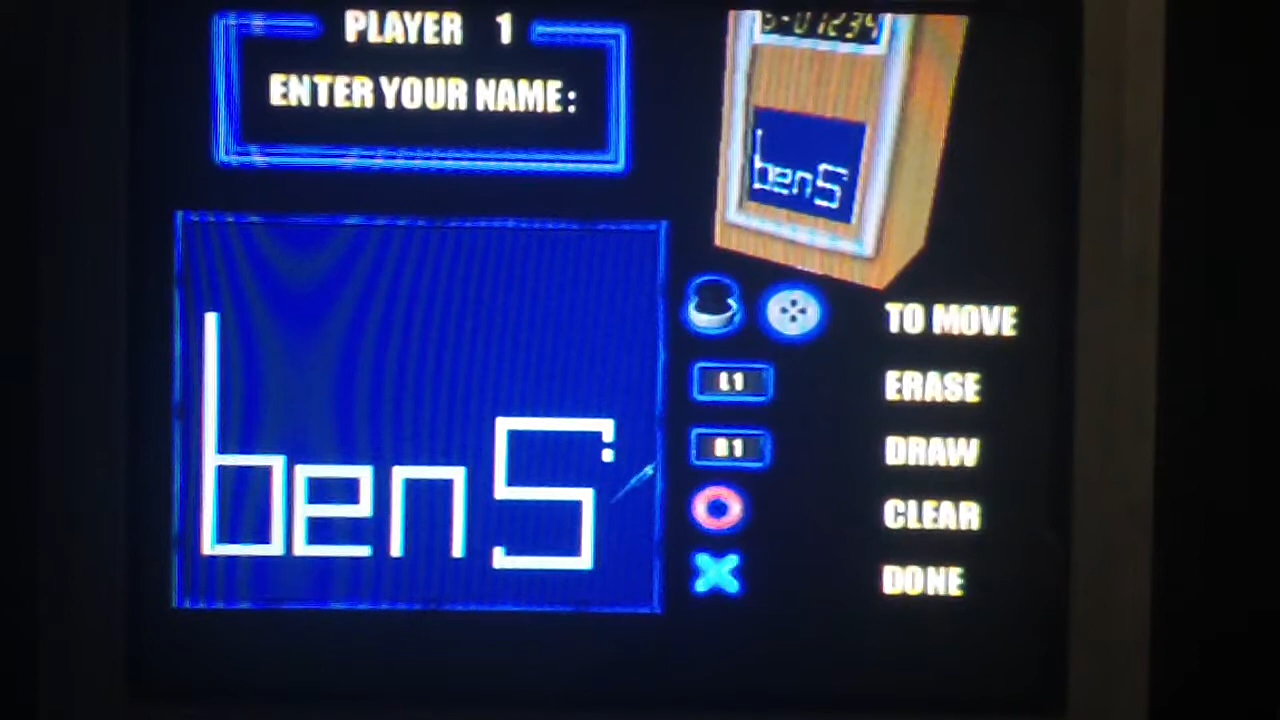 PLAYER 1
ENTER YOUR NAME:
benS
benS
TO MOVE
L1 ERASE
R1 DRAW
CLEAR
DONE